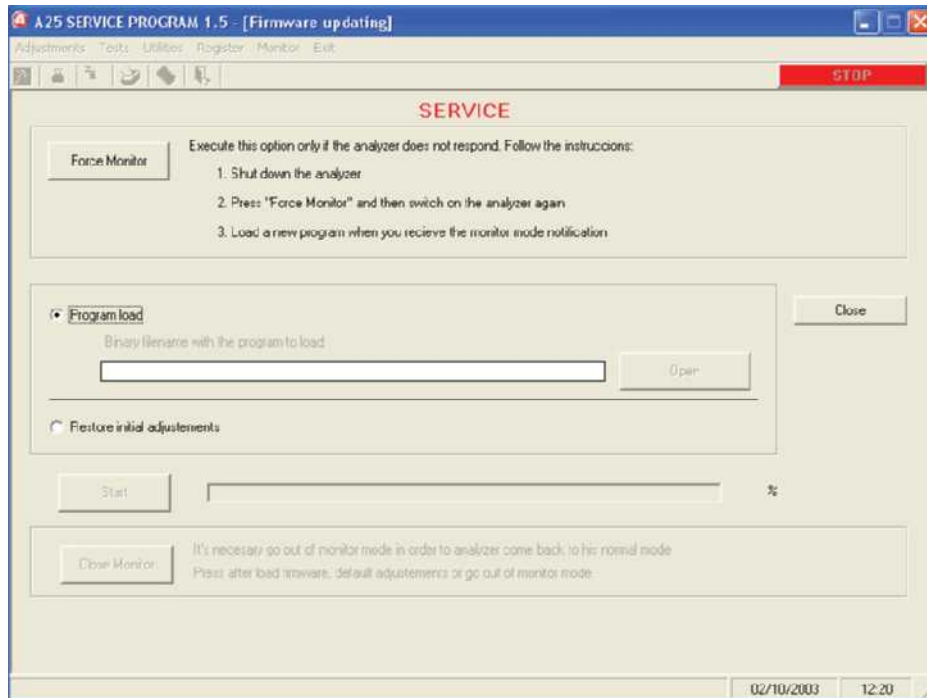 A25 SERVICE PROGRAM 1.5 - [Firmware updating]
Adjustments Tests Utilities Register Monitor Exit
STOP
SERVICE
Force Monitor
Execute this option only if the analyzer does not respond. Follow the instruccions:
1. Shut down the analyzer
2. Press "Force Monitor" and then switch on the analyzer again
3. Load a new program when you recieve the monitor mode notification
Program load
Close
Binary filename with the program to load
Open
Restore initial adjustements
Start
%
Close Monitor
It's necesary go out of monitor mode in order to analyzer come back to his normal mode
Press after load firmware, default adjustements or go out of monitor mode
02/10/2003 12:20